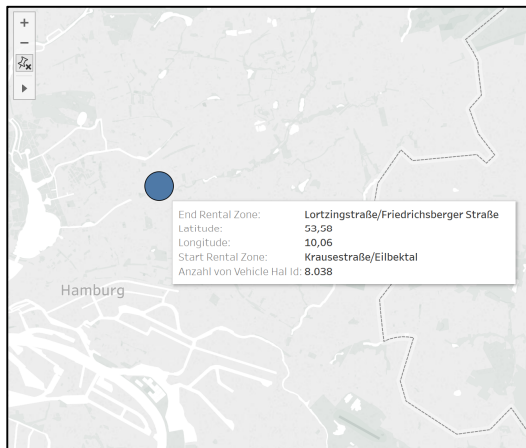 +
−
End Rental Zone: Lortzingstraße/Friedrichsberger Straße
Latitude: 53,58
Longitude: 10,06
Start Rental Zone: Krausestraße/Eilbektal
Anzahl von Vehicle Hal Id: 8.038
Hamburg